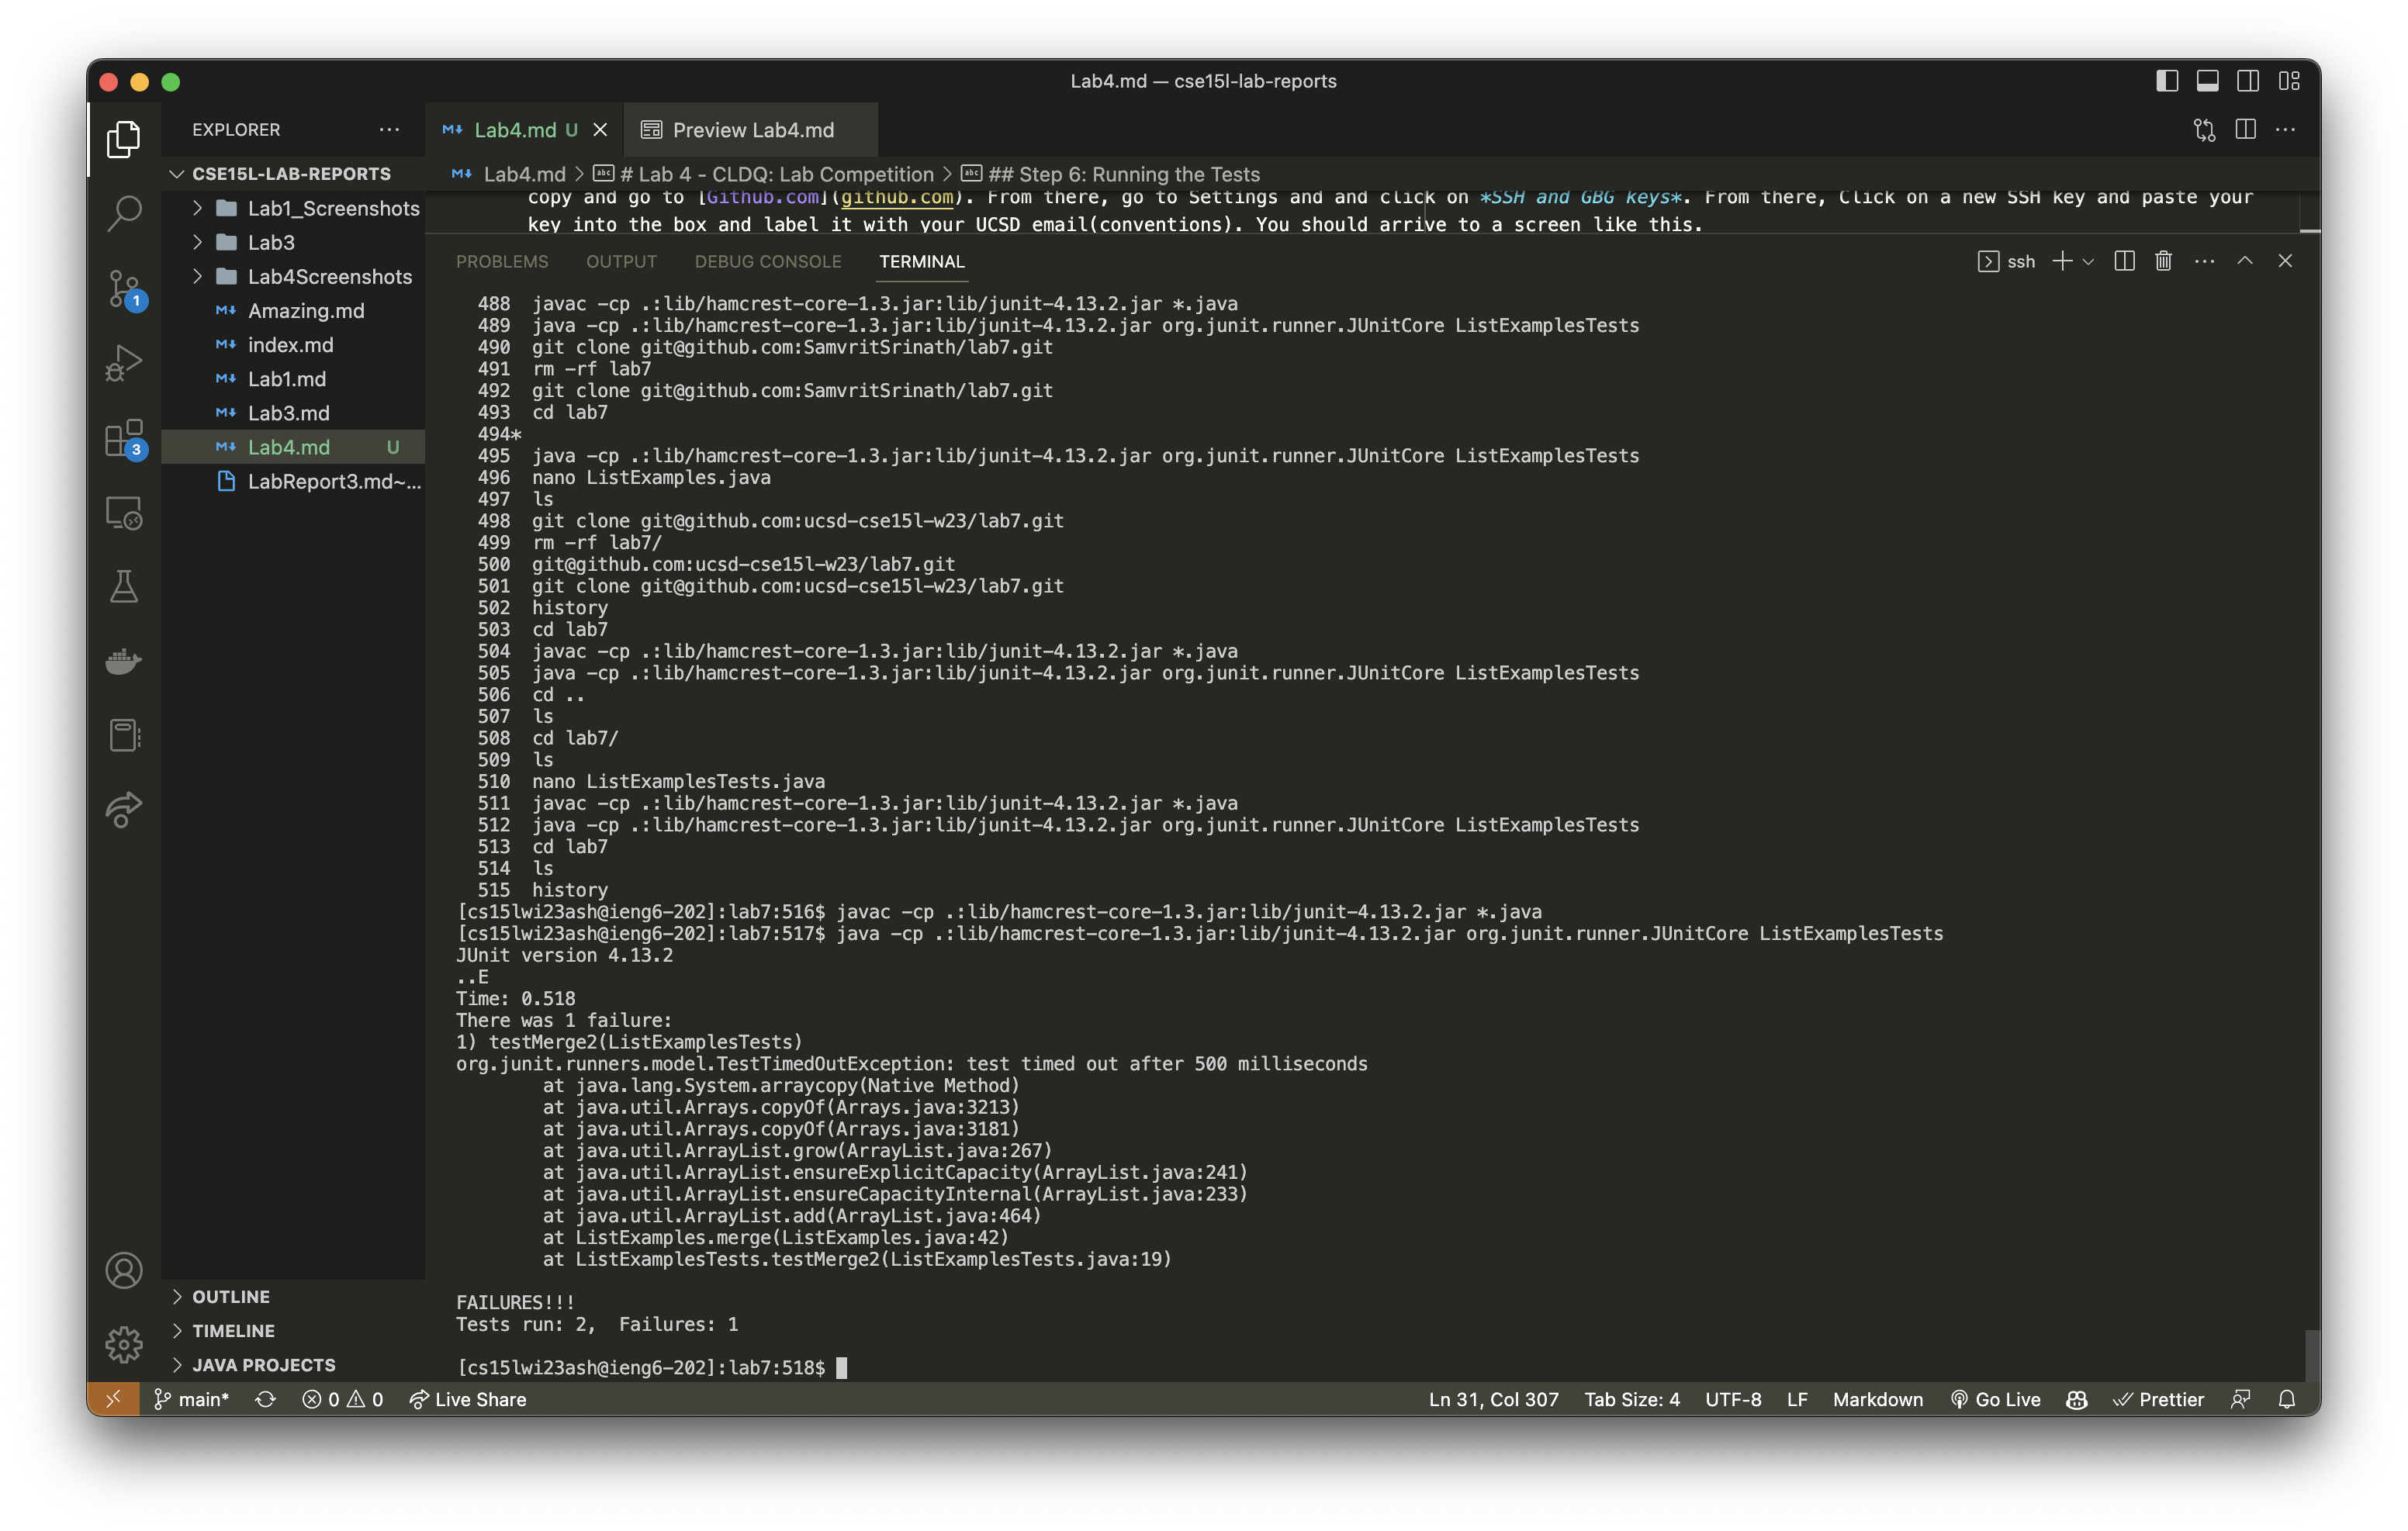 Lab4.md — cse15l-lab-reports
EXPLORER
Lab4.md U
Preview Lab4.md
CSE15L-LAB-REPORTS
Lab4.md > # Lab 4 - CLDQ: Lab Competition > ## Step 6: Running the Tests
Lab1_Screenshots
Lab3
Lab4Screenshots
Amazing.md
index.md
Lab1.md
Lab3.md
Lab4.md U
LabReport3.md~...
1
3
copy and go to [Github.com](github.com). From there, go to Settings and and click on *SSH and GBG keys*. From there, Click on a new SSH key and paste your
key into the box and label it with your UCSD email(conventions). You should arrive to a screen like this.
PROBLEMS OUTPUT DEBUG CONSOLE TERMINAL
ssh
488 javac -cp .:lib/hamcrest-core-1.3.jar:lib/junit-4.13.2.jar *.java
489 java -cp .:lib/hamcrest-core-1.3.jar:lib/junit-4.13.2.jar org.junit.runner.JUnitCore ListExamplesTests
490 git clone git@github.com:SamvritSrinath/lab7.git
491 rm -rf lab7
492 git clone git@github.com:SamvritSrinath/lab7.git
493 cd lab7
494*
495 java -cp .:lib/hamcrest-core-1.3.jar:lib/junit-4.13.2.jar org.junit.runner.JUnitCore ListExamplesTests
496 nano ListExamples.java
497 ls
498 git clone git@github.com:ucsd-cse15l-w23/lab7.git
499 rm -rf lab7/
500 git@github.com:ucsd-cse15l-w23/lab7.git
501 git clone git@github.com:ucsd-cse15l-w23/lab7.git
502 history
503 cd lab7
504 javac -cp .:lib/hamcrest-core-1.3.jar:lib/junit-4.13.2.jar *.java
505 java -cp .:lib/hamcrest-core-1.3.jar:lib/junit-4.13.2.jar org.junit.runner.JUnitCore ListExamplesTests
506 cd ..
507 ls
508 cd lab7/
509 ls
510 nano ListExamplesTests.java
511 javac -cp .:lib/hamcrest-core-1.3.jar:lib/junit-4.13.2.jar *.java
512 java -cp .:lib/hamcrest-core-1.3.jar:lib/junit-4.13.2.jar org.junit.runner.JUnitCore ListExamplesTests
513 cd lab7
514 ls
515 history
[cs15lwi23ash@ieng6-202]:lab7:516$ javac -cp .:lib/hamcrest-core-1.3.jar:lib/junit-4.13.2.jar *.java
[cs15lwi23ash@ieng6-202]:lab7:517$ java -cp .:lib/hamcrest-core-1.3.jar:lib/junit-4.13.2.jar org.junit.runner.JUnitCore ListExamplesTests
JUnit version 4.13.2
..E
Time: 0.518
There was 1 failure:
1) testMerge2(ListExamplesTests)
org.junit.runners.model.TestTimedOutException: test timed out after 500 milliseconds
at java.lang.System.arraycopy(Native Method)
at java.util.Arrays.copyOf(Arrays.java:3213)
at java.util.Arrays.copyOf(Arrays.java:3181)
at java.util.ArrayList.grow(ArrayList.java:267)
at java.util.ArrayList.ensureExplicitCapacity(ArrayList.java:241)
at java.util.ArrayList.ensureCapacityInternal(ArrayList.java:233)
at java.util.ArrayList.add(ArrayList.java:464)
at ListExamples.merge(ListExamples.java:42)
at ListExamplesTests.testMerge2(ListExamplesTests.java:19)
FAILURES!!!
Tests run: 2,  Failures: 1
[cs15lwi23ash@ieng6-202]:lab7:518$
OUTLINE
TIMELINE
JAVA PROJECTS
main* 0 0 Live Share Ln 31, Col 307 Tab Size: 4 UTF-8 LF Markdown Go Live Prettier